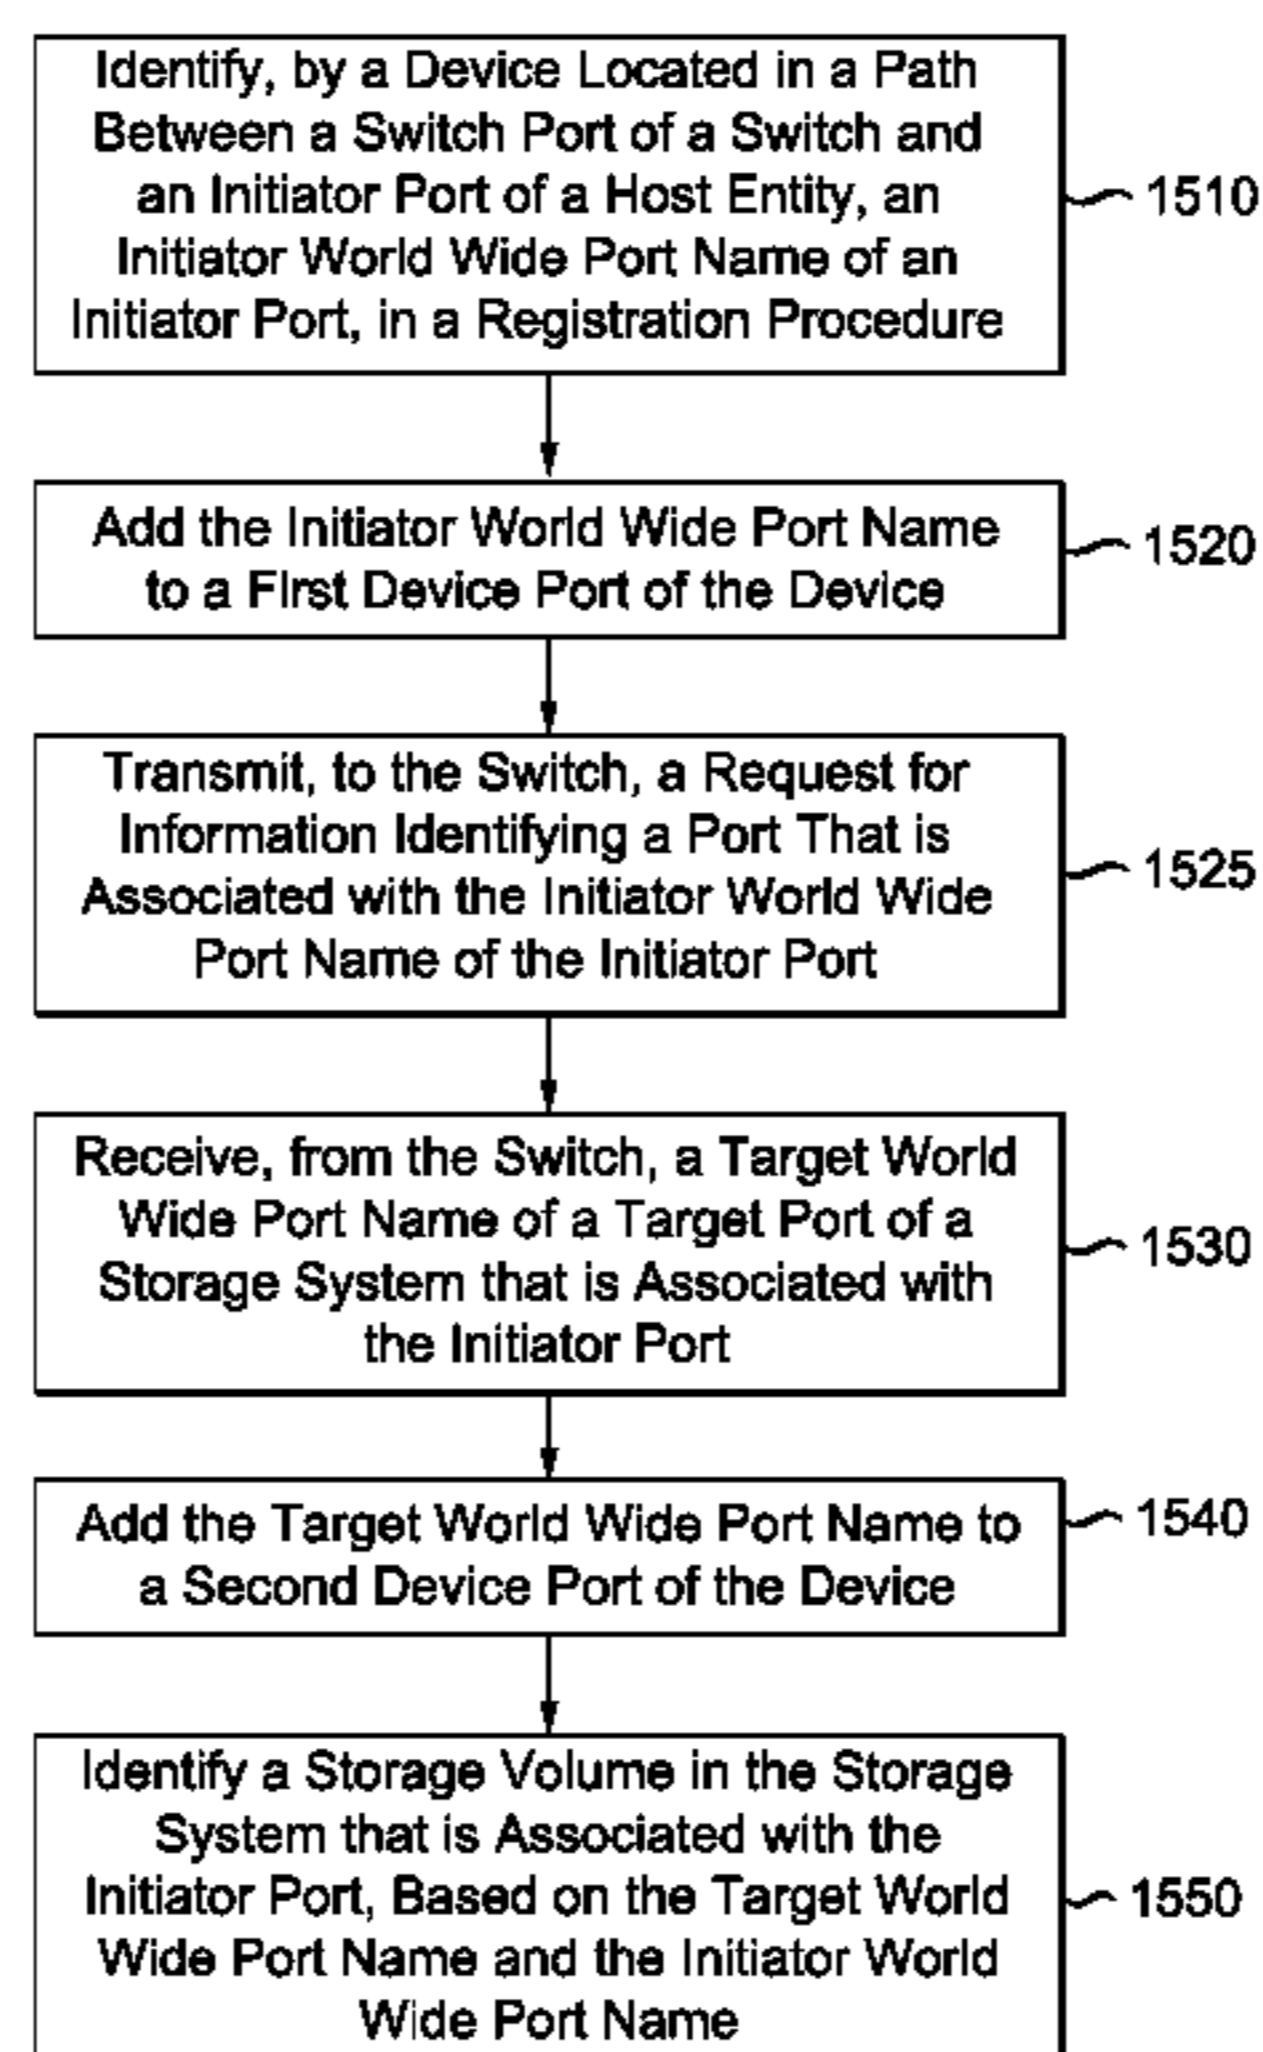 Identify, by a Device Located in a Path
Between a Switch Port of a Switch and
an Initiator Port of a Host Entity, an
Initiator World Wide Port Name of an
Initiator Port, in a Registration Procedure
1510
Add the Initiator World Wide Port Name
to a First Device Port of the Device
1520
Transmit, to the Switch, a Request for
Information Identifying a Port That is
Associated with the Initiator World Wide
Port Name of the Initiator Port
1525
Receive, from the Switch, a Target World
Wide Port Name of a Target Port of a
Storage System that is Associated with
the Initiator Port
1530
Add the Target World Wide Port Name to
a Second Device Port of the Device
1540
Identify a Storage Volume in the Storage
System that is Associated with the
Initiator Port, Based on the Target World
Wide Port Name and the Initiator World
Wide Port Name
1550